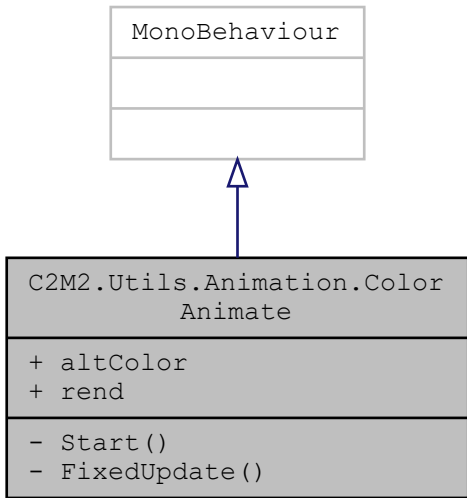 MonoBehaviour
C2M2.Utils.Animation.Color
Animate
+ altColor
+ rend
- Start()
- FixedUpdate()